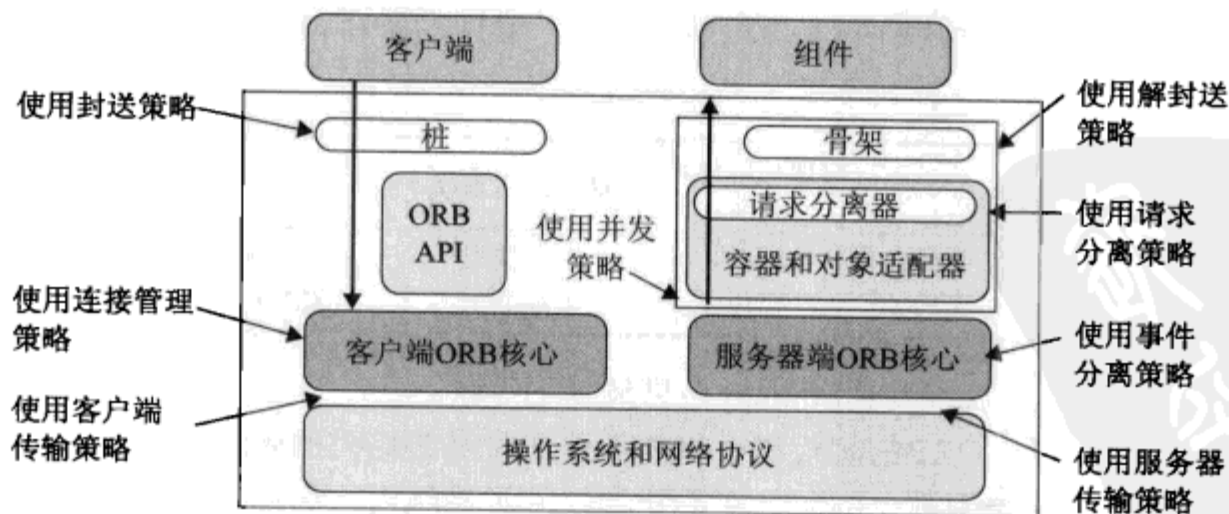 客户端
组件
使用封送策略
桩
骨架
使用解封送
策略
ORB
API
请求分离器
使用请求
分离策略
使用并发
策略
容器和对象适配器
使用连接管理
策略
客户端ORB核心
服务器端ORB核心
使用事件
分离策略
使用客户端
传输策略
操作系统和网络协议
使用服务器
传输策略